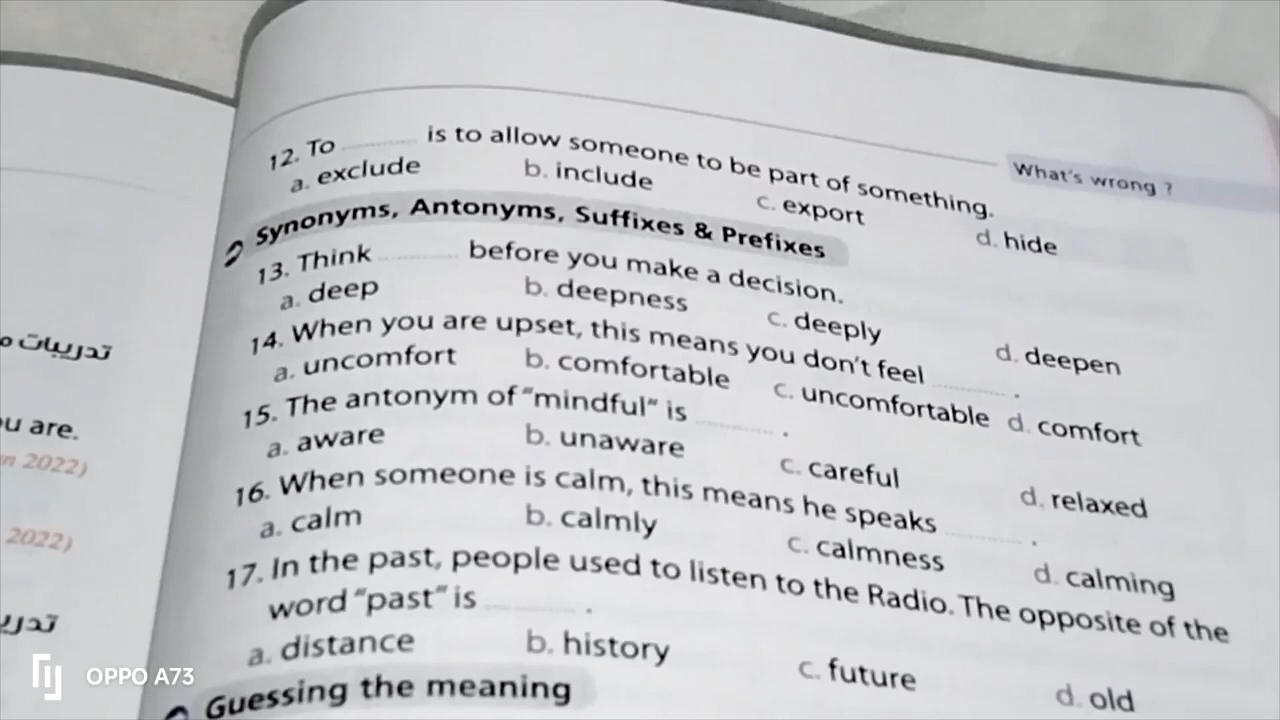 What's wrong ?
12. To ............ is to allow someone to be part of something.
a. exclude b. include c. export d. hide
Synonyms, Antonyms, Suffixes & Prefixes
13. Think ............ before you make a decision.
a. deep b. deepness c. deeply d. deepen
14. When you are upset, this means you don't feel ............ .
a. uncomfort b. comfortable c. uncomfortable d. comfort
15. The antonym of "mindful" is ............ .
a. aware b. unaware c. careful d. relaxed
16. When someone is calm, this means he speaks ............ .
a. calm b. calmly c. calmness d. calming
17. In the past, people used to listen to the Radio. The opposite of the
word "past" is ............ .
a. distance b. history c. future d. old
Guessing the meaning
تدريبات
are.
2022)
2022)
OPPO A73